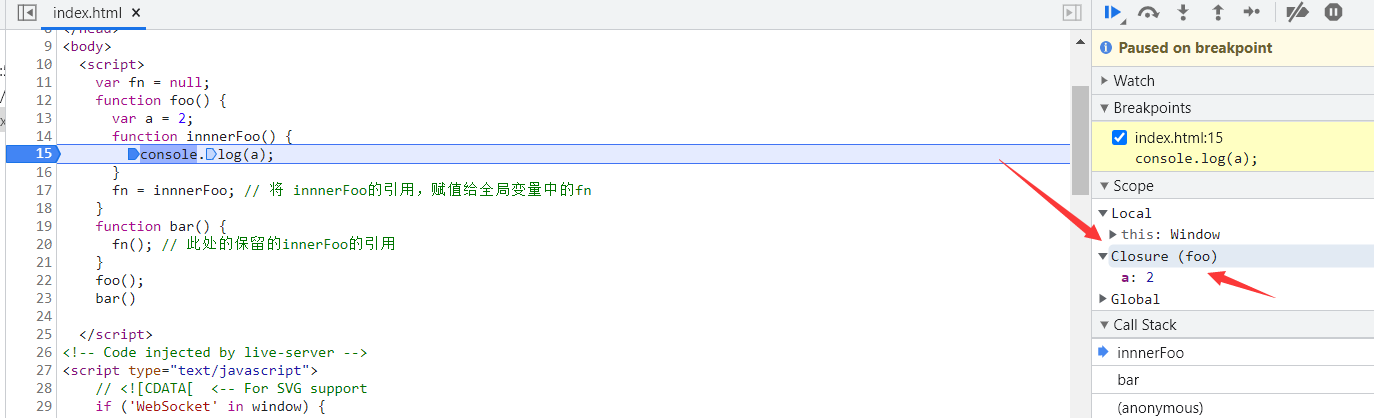 index.html ×
8 </head>
9 <body>
10 <script>
11 var fn = null;
12 function foo() {
13 var a = 2;
14 function innnerFoo() {
15 console.log(a);
16 }
17 fn = innnerFoo; // 将 innnerFoo的引用，赋值给全局变量中的fn
18 }
19 function bar() {
20 fn(); // 此处的保留的innerFoo的引用
21 }
22 foo();
23 bar()
24
25 </script>
26 <!-- Code injected by live-server -->
27 <script type="text/javascript">
28 // <![CDATA[ <-- For SVG support
29 if ('WebSocket' in window) {
Paused on breakpoint
Watch
Breakpoints
index.html:15
console.log(a);
Scope
Local
this: Window
Closure (foo)
a: 2
Global
Call Stack
innnerFoo
bar
(anonymous)